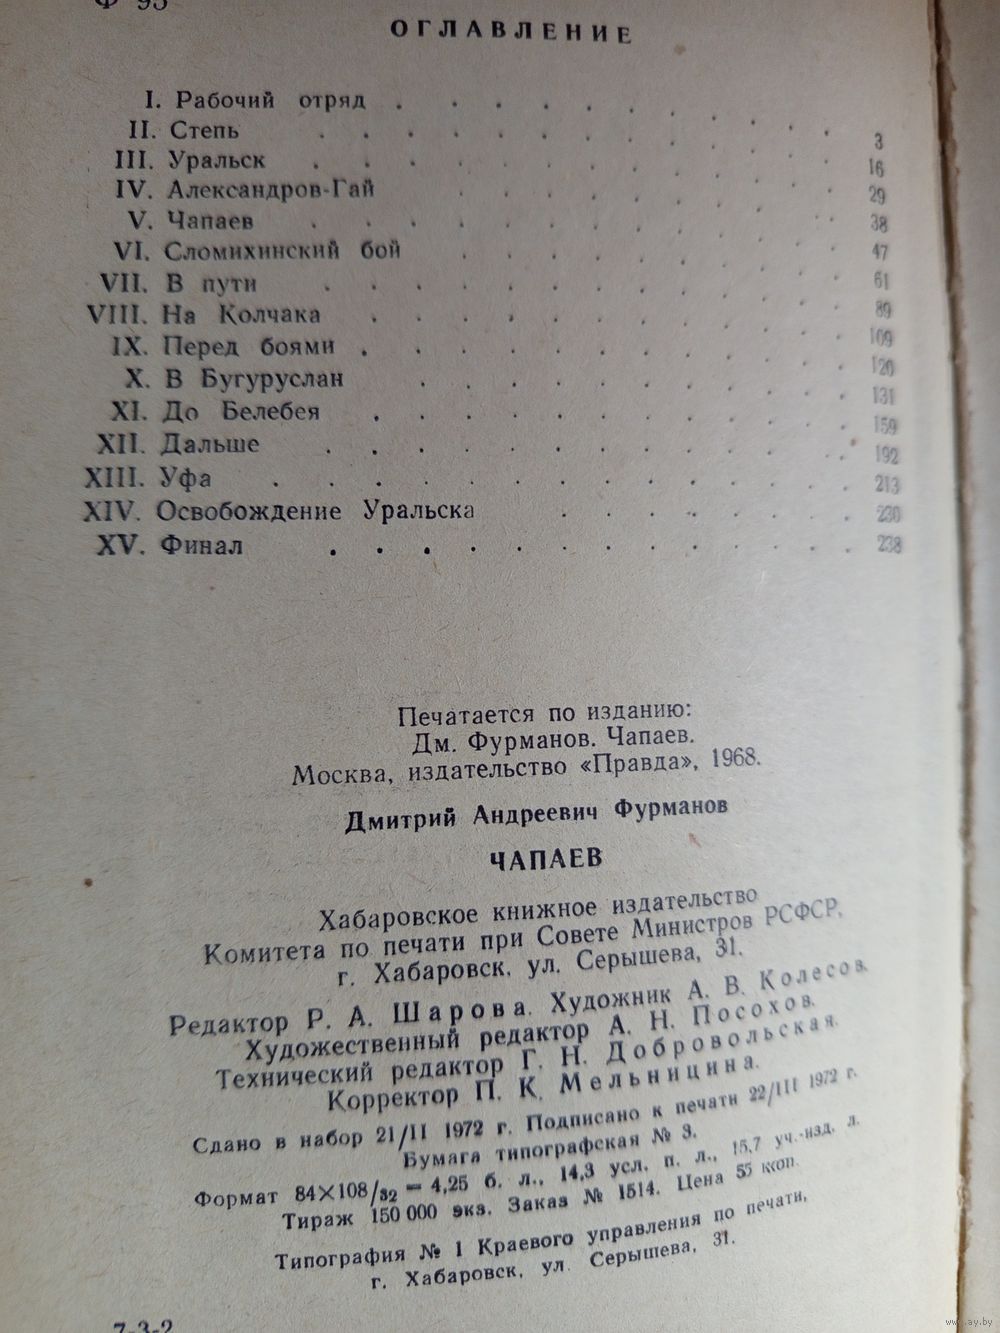 Ф 95
ОГЛАВЛЕНИЕ
I. Рабочий отряд . . . . . . . . . 3
II. Степь . . . . . . . . . . . 16
III. Уральск . . . . . . . . . . . 29
IV. Александров-Гай . . . . . . . . 38
V. Чапаев . . . . . . . . . . . 47
VI. Сломихинский бой . . . . . . . . 61
VII. В пути . . . . . . . . . . . 89
VIII. На Колчака . . . . . . . . . . 109
IX. Перед боями . . . . . . . . . . 120
X. В Бугуруслан . . . . . . . . . 131
XI. До Белебея . . . . . . . . . . 159
XII. Дальше . . . . . . . . . . . 192
XIII. Уфа . . . . . . . . . . . . 213
XIV. Освобождение Уральска . . . . . . . 230
XV. Финал . . . . . . . . . . . 238
Печатается по изданию:
Дм. Фурманов. Чапаев.
Москва, издательство «Правда», 1968.
Дмитрий Андреевич Фурманов
ЧАПАЕВ
Хабаровское книжное издательство
Комитета по печати при Совете Министров РСФСР,
г. Хабаровск, ул. Серышева, 31.
Редактор Р. А. Шарова. Художник А. В. Колесов.
Художественный редактор А. Н. Посохов.
Технический редактор Г. Н. Добровольская.
Корректор П. К. Мельницина.
Сдано в набор 21/II 1972 г. Подписано к печати 22/III 1972 г.
Бумага типографская № 3.
Формат 84×108/32 = 4,25 б. л., 14,3 усл. п. л., 15,7 уч.-изд. л.
Тираж 150 000 экз. Заказ № 1514. Цена 55 коп.
Типография № 1 Краевого управления по печати,
г. Хабаровск, ул. Серышева, 31.
7-3-2
www.ay.by